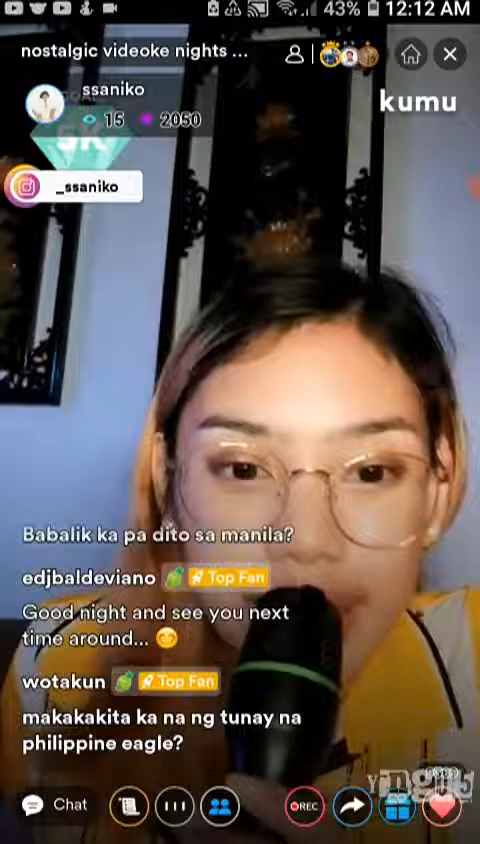 43% 12:12 AM
nostalgic videoke nights ...
ssaniko
15 2050
kumu
5K
_ssaniko
Babalik ka pa dito sa manila?
edjbaldeviano Top Fan
Good night and see you next
time around...
wotakun Top Fan
makakakita ka na ng tunay na
philippine eagle?
Chat
REC